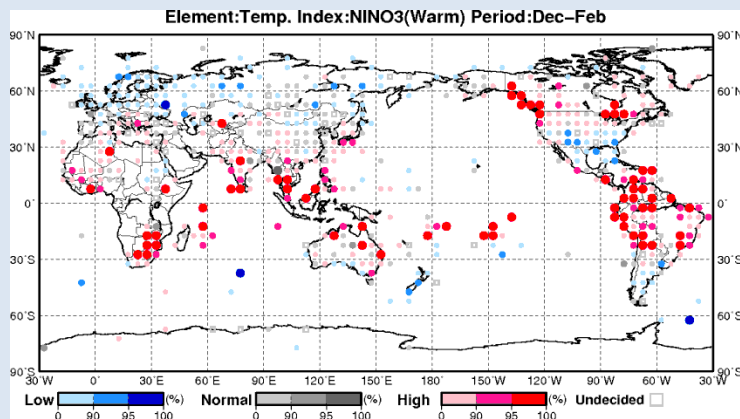 Element:Temp. Index:NINO3(Warm) Period:Dec–Feb
90˚N
60˚N
30˚N
0˚
30˚S
60˚S
90˚S
90˚N
60˚N
30˚N
0˚
30˚S
60˚S
90˚S
30˚W 0˚ 30˚E 60˚E 90˚E 120˚E 150˚E 180˚ 150˚W 120˚W 90˚W 60˚W 30˚W
Low (%) Normal (%) High (%) Undecided
0 90 95 100 0 90 95 100 0 90 95 100